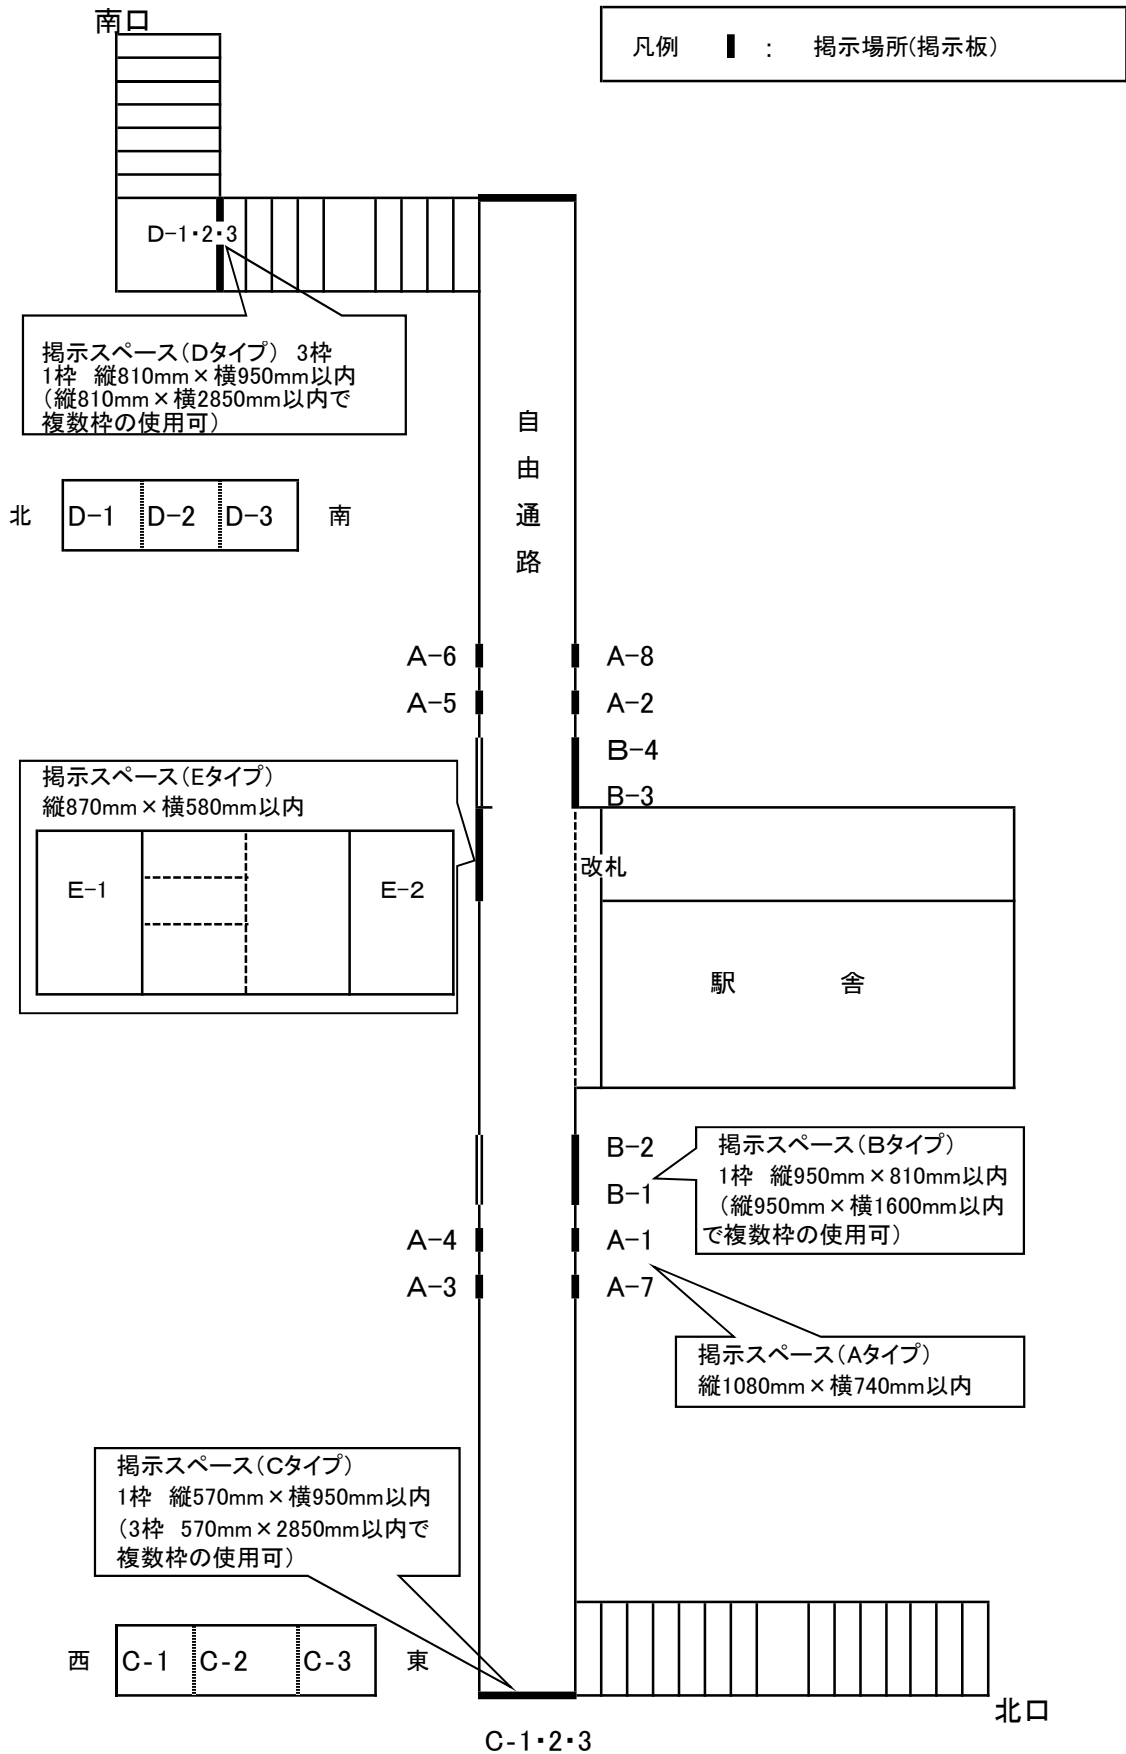 南口
凡例 ： 掲示場所(掲示板)
D-1・2・3
掲示スペース(Dタイプ) 3枠
1枠 縦810mm×横950mm以内
(縦810mm×横2850mm以内で
複数枠の使用可)
自
由
通
路
北 D-1 D-2 D-3 南
A-6 A-8
A-5 A-2
B-4
B-3
掲示スペース(Eタイプ)
縦870mm×横580mm以内
E-1 E-2
改札
駅 舎
B-2
B-1
掲示スペース(Bタイプ)
1枠 縦950mm×810mm以内
(縦950mm×横1600mm以内
で複数枠の使用可)
A-4 A-1
A-3 A-7
掲示スペース(Aタイプ)
縦1080mm×横740mm以内
掲示スペース(Cタイプ)
1枠 縦570mm×横950mm以内
(3枠 570mm×2850mm以内で
複数枠の使用可)
西 C-1 C-2 C-3 東
北口
C-1・2・3